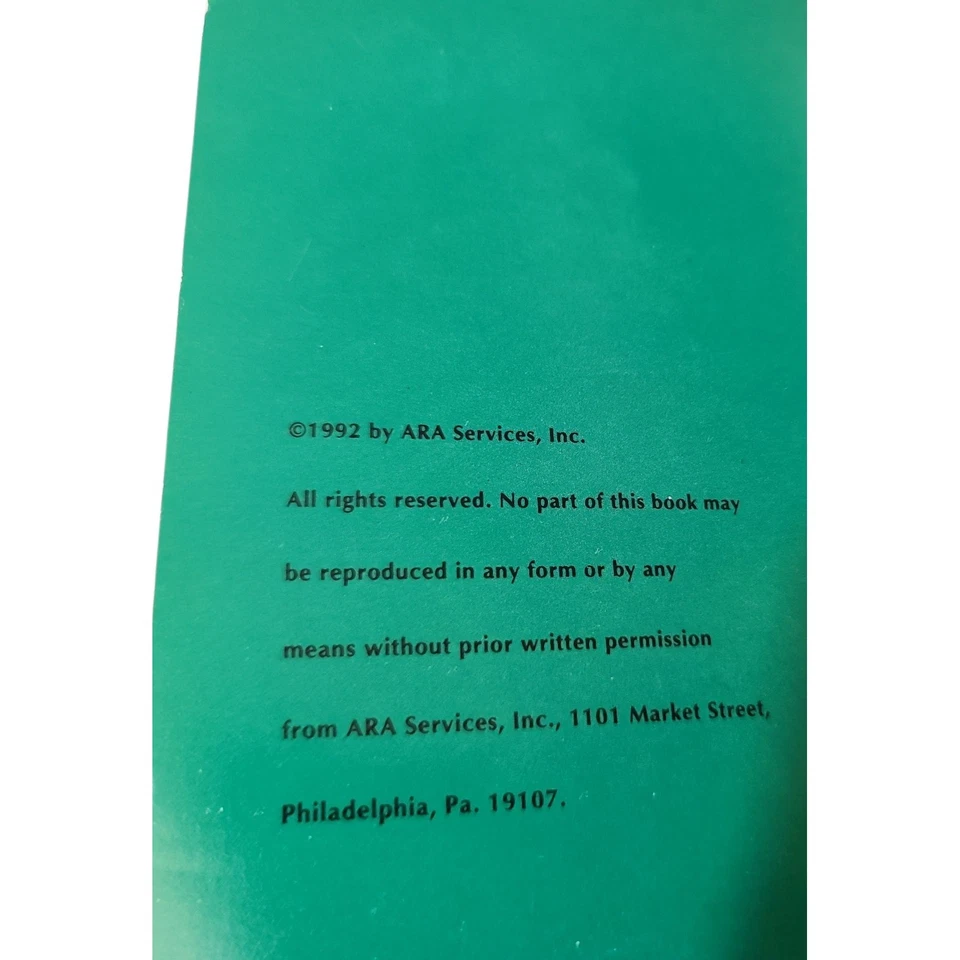 ©1992 by ARA Services, Inc.
All rights reserved. No part of this book may
be reproduced in any form or by any
means without prior written permission
from ARA Services, Inc., 1101 Market Street,
Philadelphia, Pa. 19107.